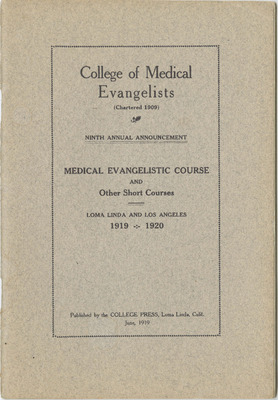 College of Medical
Evangelists
(Chartered 1909)
NINTH ANNUAL ANNOUNCEMENT
MEDICAL EVANGELISTIC COURSE
AND
Other Short Courses
LOMA LINDA AND LOS ANGELES
1919 -:- 1920
Published by the COLLEGE PRESS, Loma Linda, Calif.
June, 1919